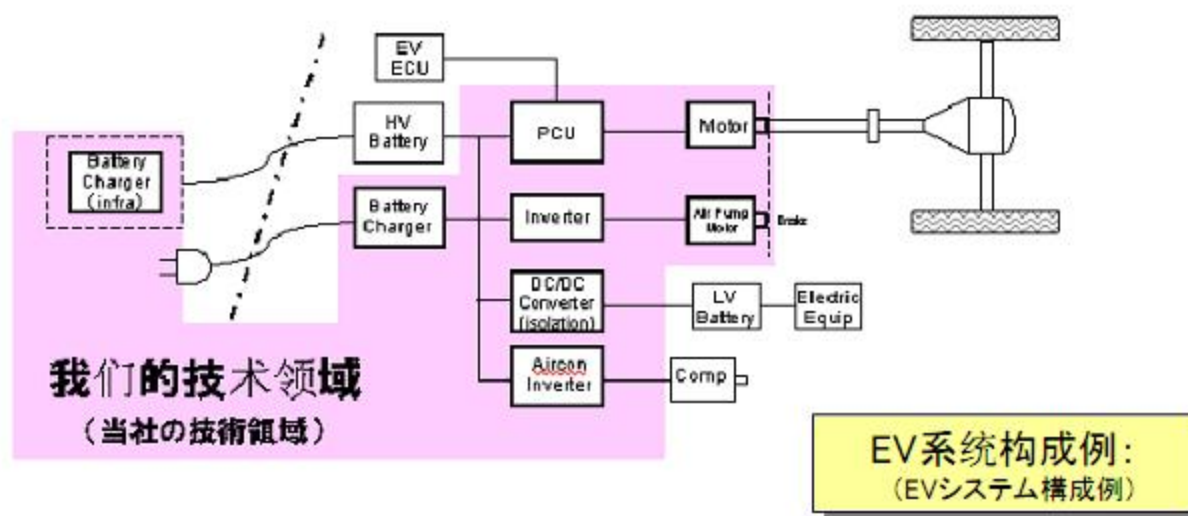 EV
ECU
HV
Battery
PCU
Motor
Battery
Charger
(infra)
Battery
Charger
Inverter
Air Pump
Motor
Brake
DC/DC
Converter
(isolation)
LV
Battery
Electric
Equip
Aircon
Inverter
Comp
我们的技术领域
（当社の技術領域）
EV系统构成例：
（EVシステム構成例）